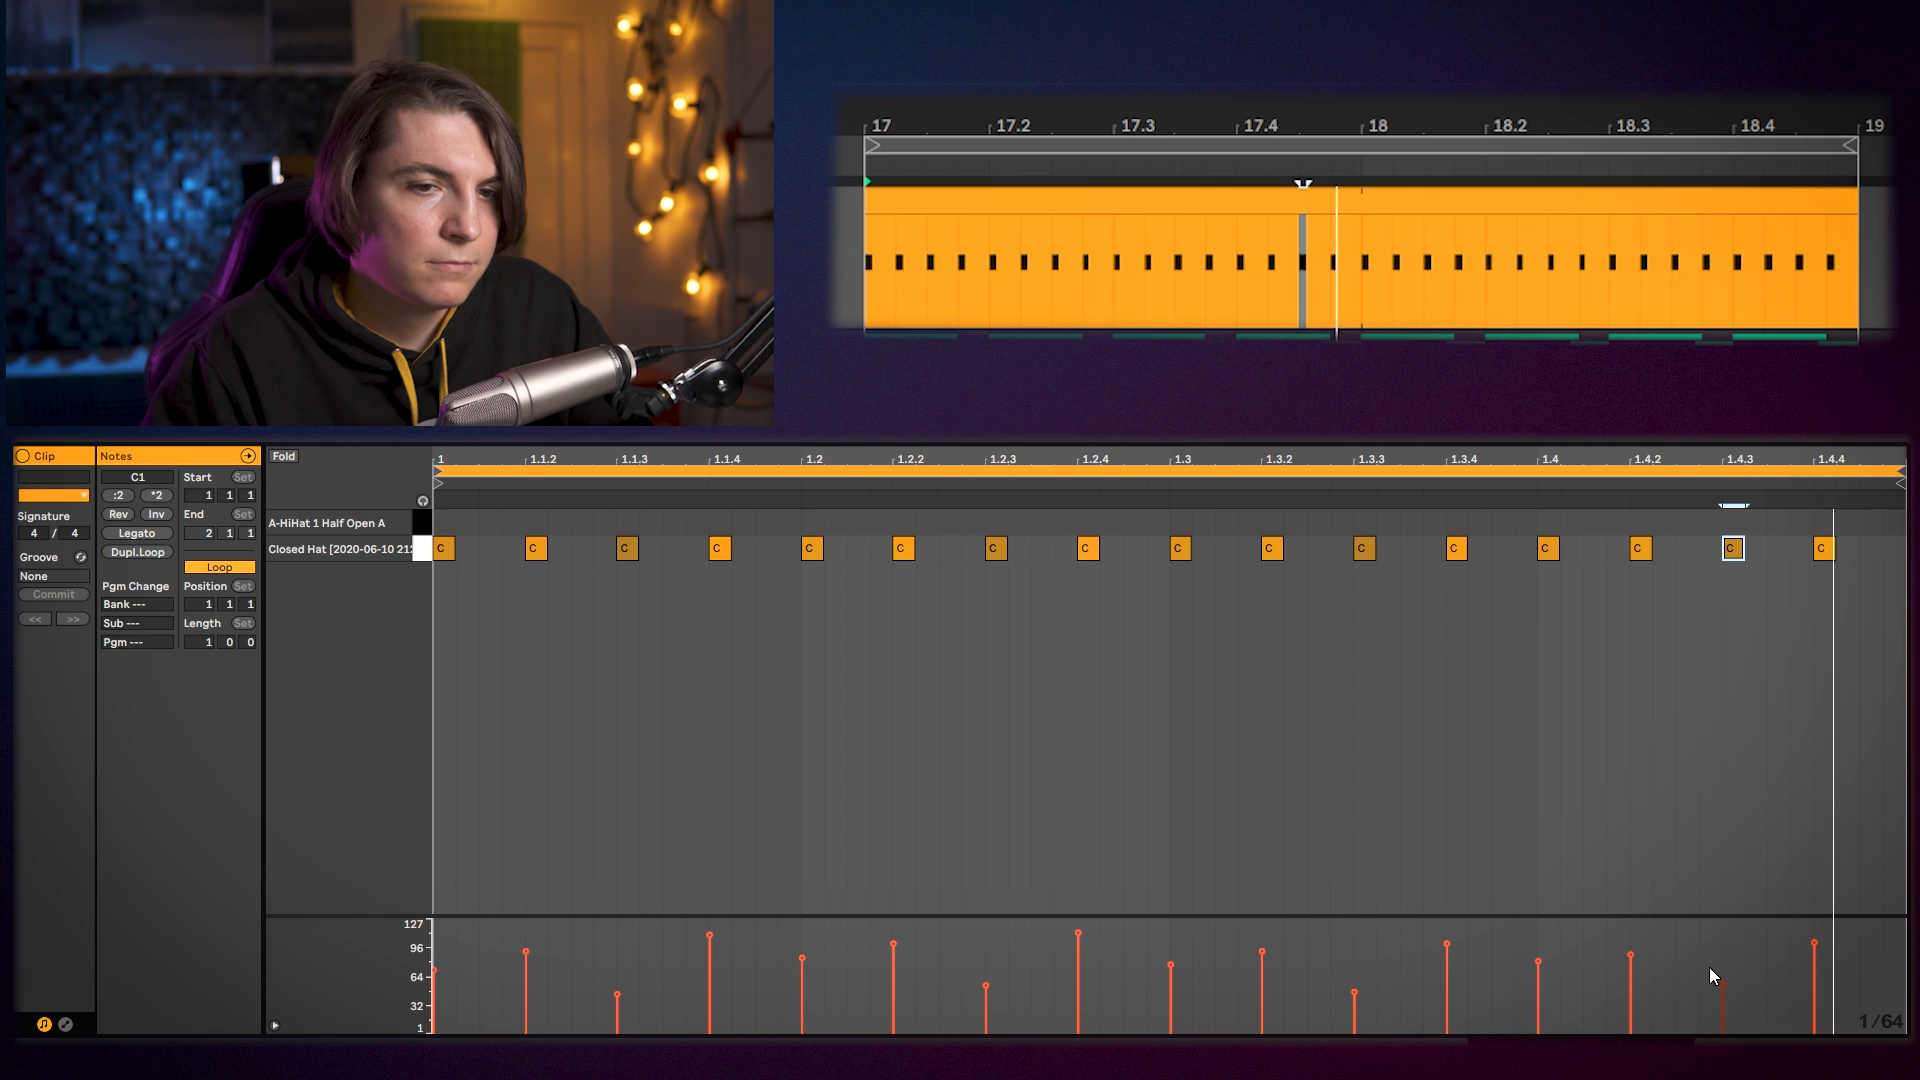 17 17.2 17.3 17.4 18 18.2 18.3 18.4 19
Clip
Notes
Fold
1 1.1.2 1.1.3 1.1.4 1.2 1.2.2 1.2.3 1.2.4 1.3 1.3.2 1.3.3 1.3.4 1.4 1.4.2 1.4.3 1.4.4
C1
Start Set
:2 *2
1 1 1
Signature
Rev Inv
End Set
4 / 4
Legato
2 1 1
Groove
Dupl.Loop
None
Loop
Commit
Pgm Change
Position Set
Bank ---
1 1 1
<< >>
Sub ---
Length Set
Pgm ---
1 0 0
A-HiHat 1 Half Open A
Closed Hat [2020-06-10 212
C C C C C C C C C C C C C C C C
127
96
64
32
1
1/64